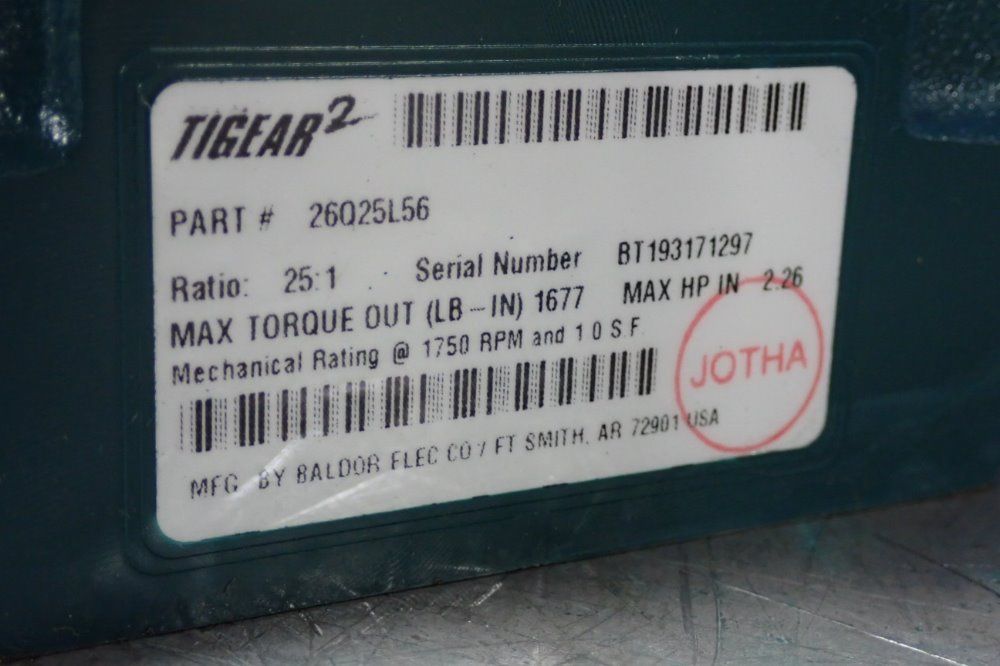 TIGEAR2
PART # 26Q25L56
Ratio: 25:1 Serial Number BT193171297
MAX TORQUE OUT (LB-IN) 1677 MAX HP IN 2.26
Mechanical Rating @ 1750 RPM and 1.0 S.F.
JOTHA
MFG. BY BALDOR ELEC CO / FT SMITH, AR 72901 USA